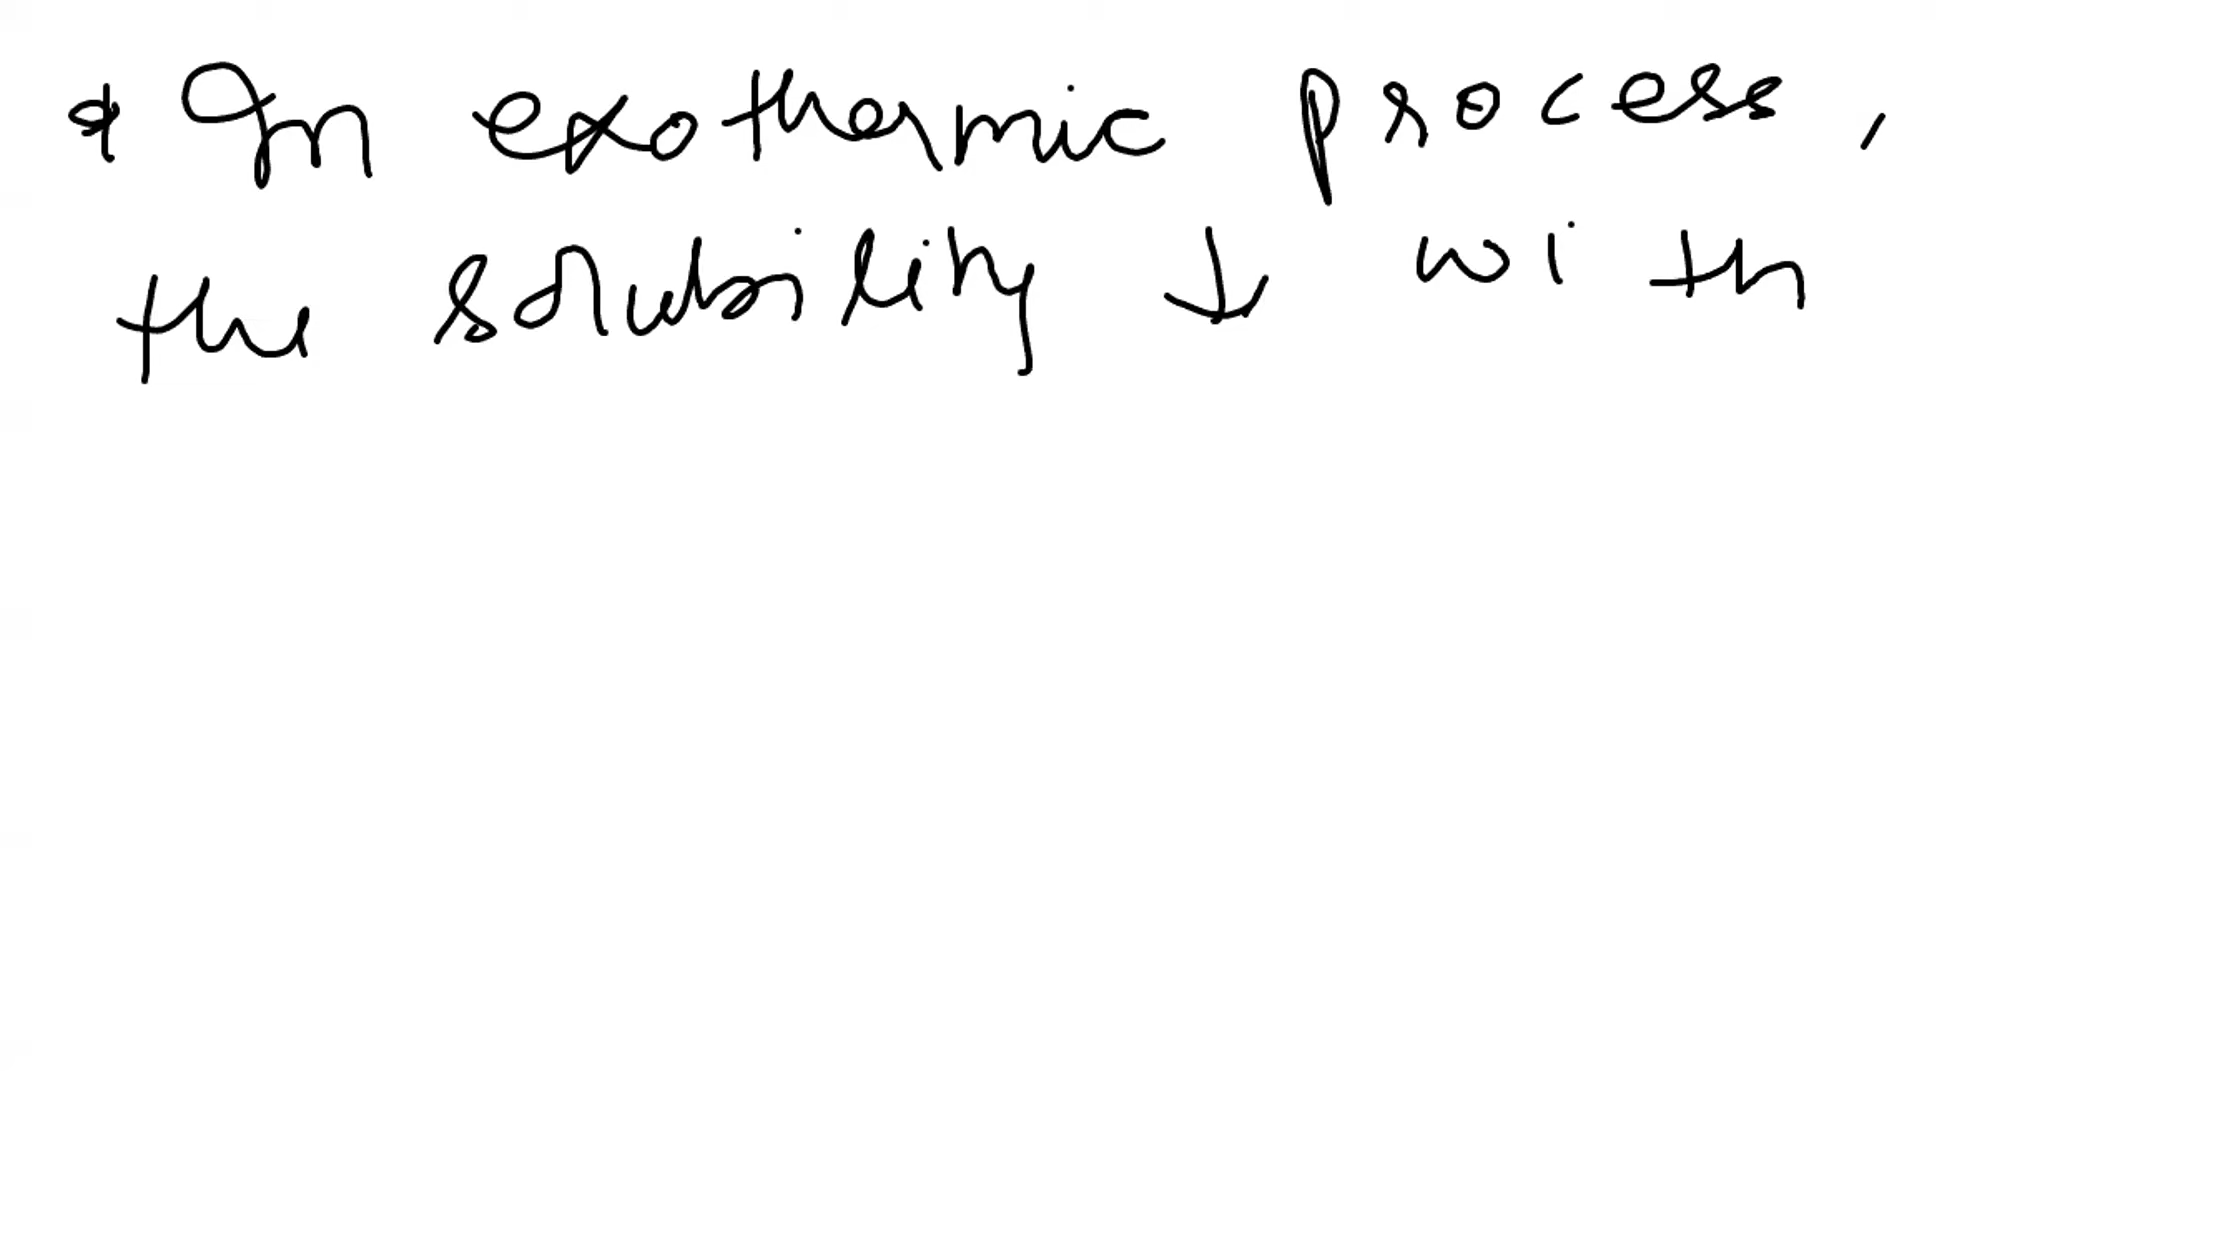 * In exothermic process,
the solubility ↓ with